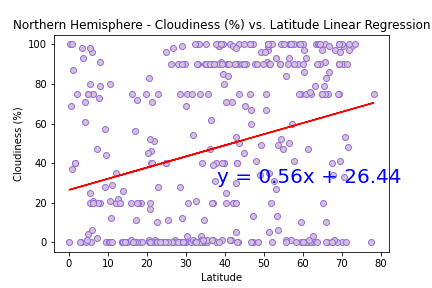 Northern Hemisphere - Cloudiness (%) vs. Latitude Linear Regression
100
80
60
40
20
0
Cloudiness (%)
y = 0.56x + 26.44
0 10 20 30 40 50 60 70 80
Latitude